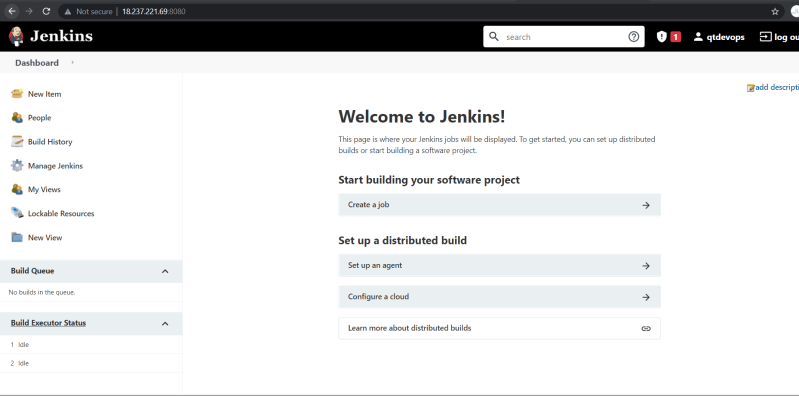 Not secure | 18.237.221.69:8080
Jenkins
search
1
qtdevops
log ou
Dashboard
add descripti
New Item
People
Build History
Manage Jenkins
My Views
Lockable Resources
New View
Build Queue
No builds in the queue.
Build Executor Status
1 Idle
2 Idle
Welcome to Jenkins!
This page is where your Jenkins jobs will be displayed. To get started, you can set up distributed
builds or start building a software project.
Start building your software project
Create a job
Set up a distributed build
Set up an agent
Configure a cloud
Learn more about distributed builds